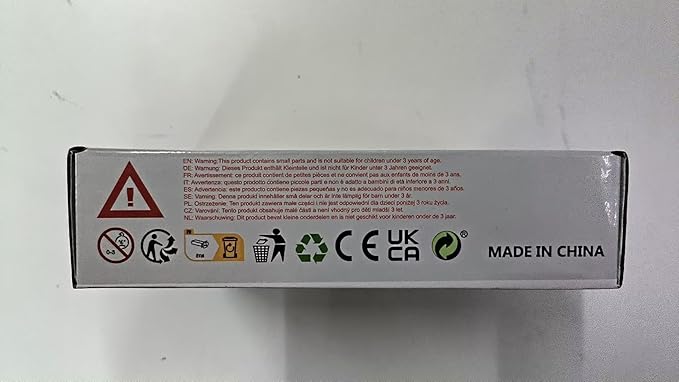 EN: Warning:This product contains small parts and is not suitable for children under 3 years of age.
DE: Warnung: Dieses Produkt enthält Kleinteile und ist nicht für Kinder unter 3 Jahren geeignet.
FR: Avertissement: ce produit contient de petites pièces et ne convient pas aux enfants de moins de 3 ans.
IT: Avvertenza: questo prodotto contiene piccole parti e non è adatto a bambini di età inferiore a 3 anni.
ES: Advertencia: este producto contiene piezas pequeñas y no es adecuado para niños menores de 3 años.
SE: Varning: Denna produkt innehåller små delar och är inte lämplig för barn under 3 år.
PL: Ostrzeżenie: Ten produkt zawiera małe części i nie jest odpowiedni dla dzieci poniżej 3 roku życia.
CZ: Varování: Tento produkt obsahuje malé části a není vhodný pro děti mladší 3 let.
NL: Waarschuwing: Dit product bevat kleine onderdelen en is niet geschikt voor kinderen onder de 3 jaar.
0-3
CE
UK
CA
®
MADE IN CHINA